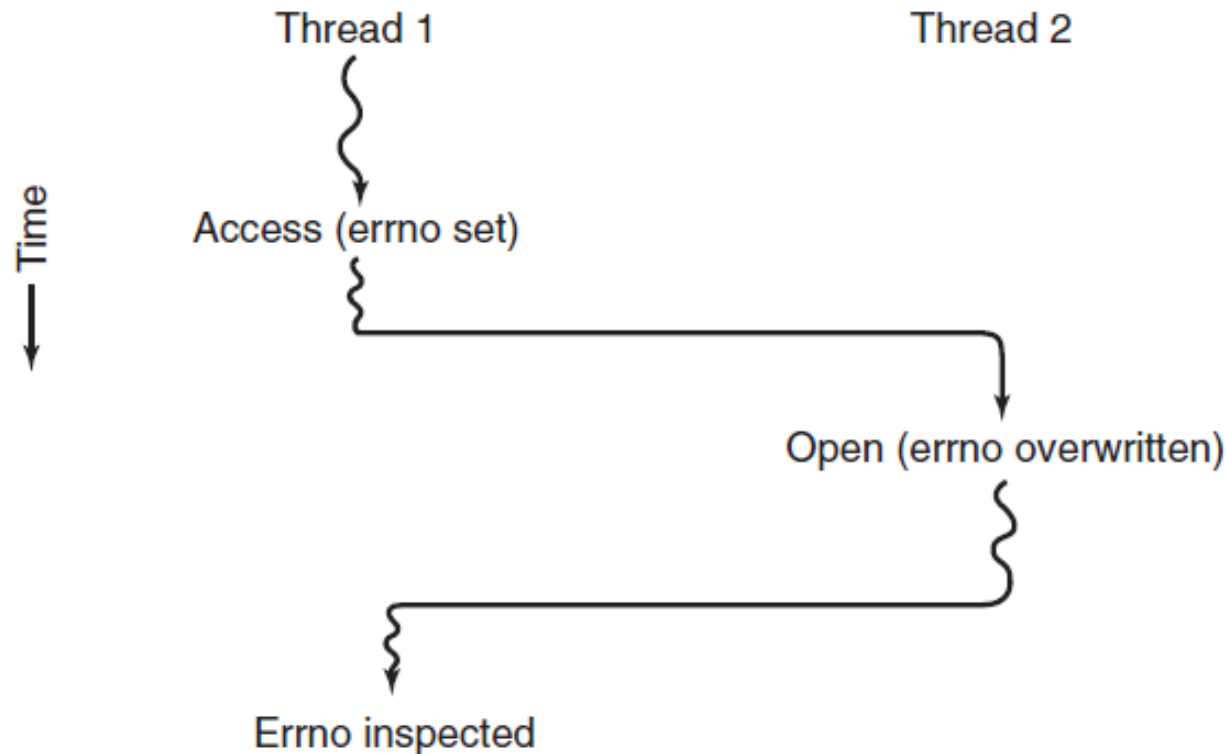 Thread 1
Thread 2
Time
Access (errno set)
Open (errno overwritten)
Errno inspected